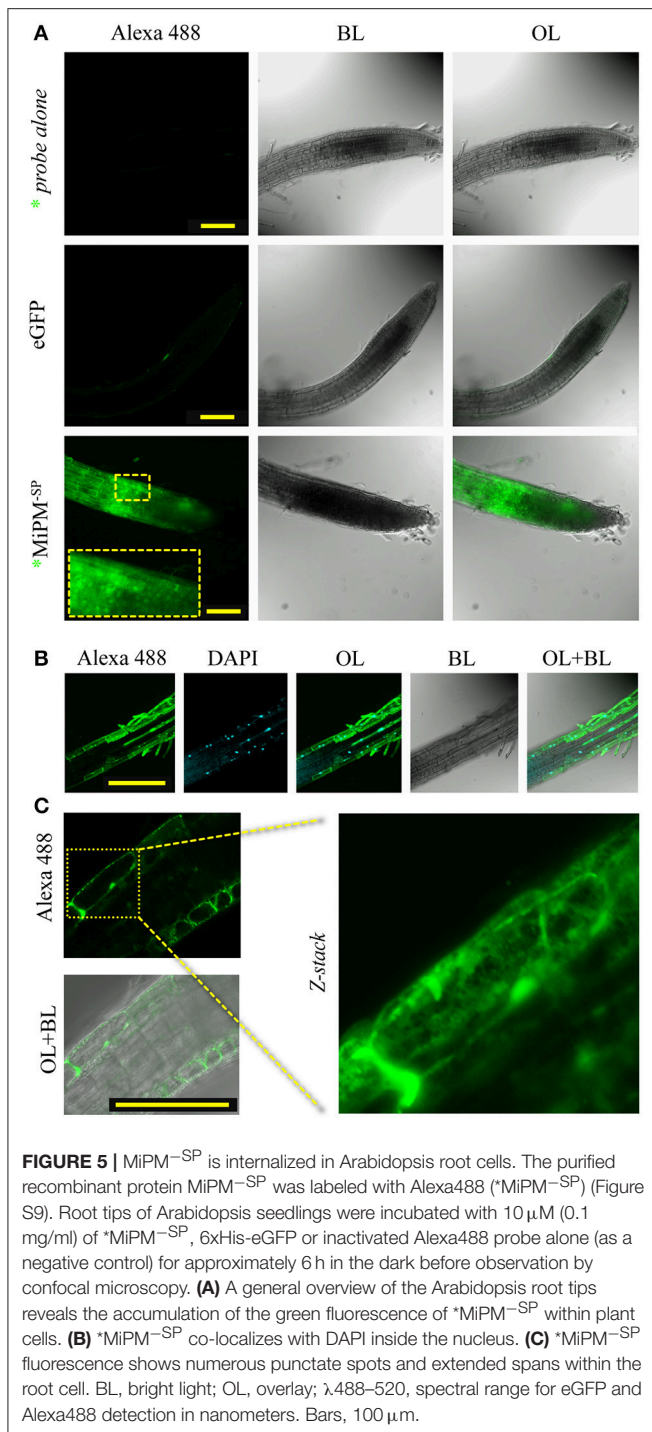 A
Alexa 488 BL OL
* probe alone
eGFP
*MiPM-SP
B
Alexa 488 DAPI OL BL OL+BL
C
Alexa 488
OL+BL
Z-stack
FIGURE 5 | MiPM−SP is internalized in Arabidopsis root cells. The purified
recombinant protein MiPM−SP was labeled with Alexa488 (*MiPM−SP) (Figure
S9). Root tips of Arabidopsis seedlings were incubated with 10 μM (0.1
mg/ml) of *MiPM−SP, 6xHis-eGFP or inactivated Alexa488 probe alone (as a
negative control) for approximately 6 h in the dark before observation by
confocal microscopy. (A) A general overview of the Arabidopsis root tips
reveals the accumulation of the green fluorescence of *MiPM−SP within plant
cells. (B) *MiPM−SP co-localizes with DAPI inside the nucleus. (C) *MiPM−SP
fluorescence shows numerous punctate spots and extended spans within the
root cell. BL, bright light; OL, overlay; λ488–520, spectral range for eGFP and
Alexa488 detection in nanometers. Bars, 100 μm.